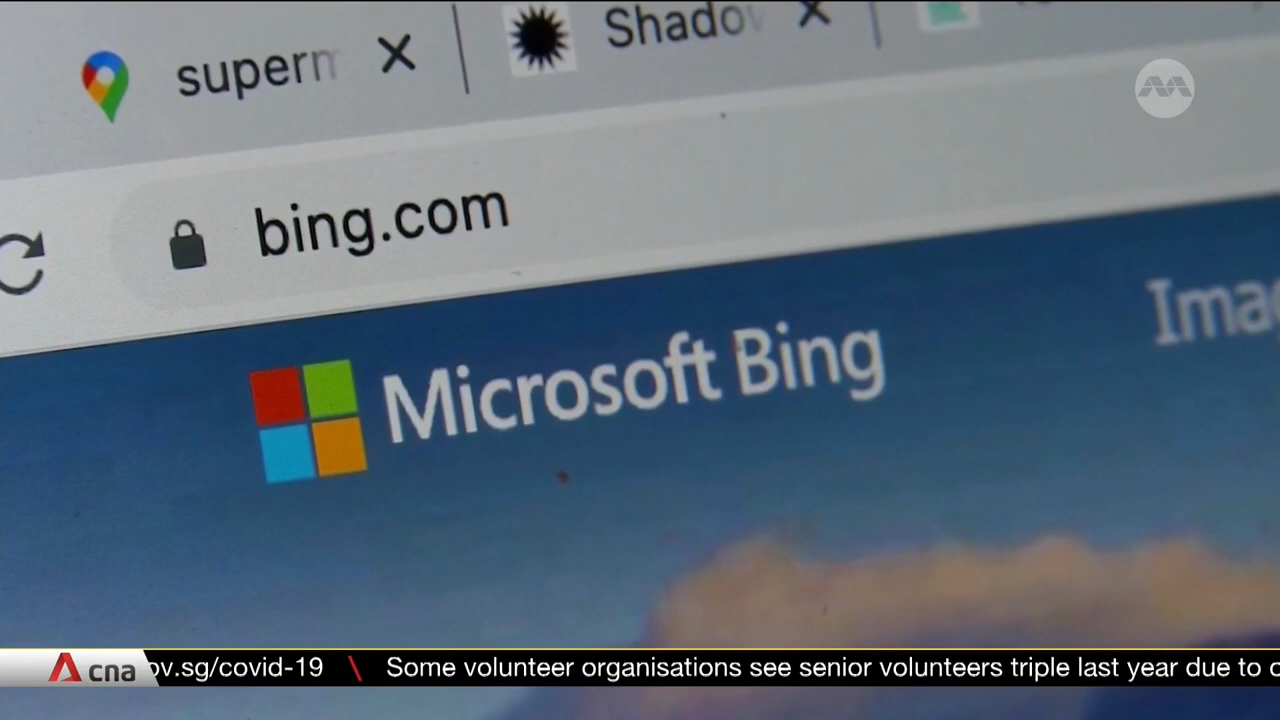 superm
Shadow
bing.com
Microsoft Bing
Ima
cna
ov.sg/covid-19 \ Some volunteer organisations see senior volunteers triple last year due to